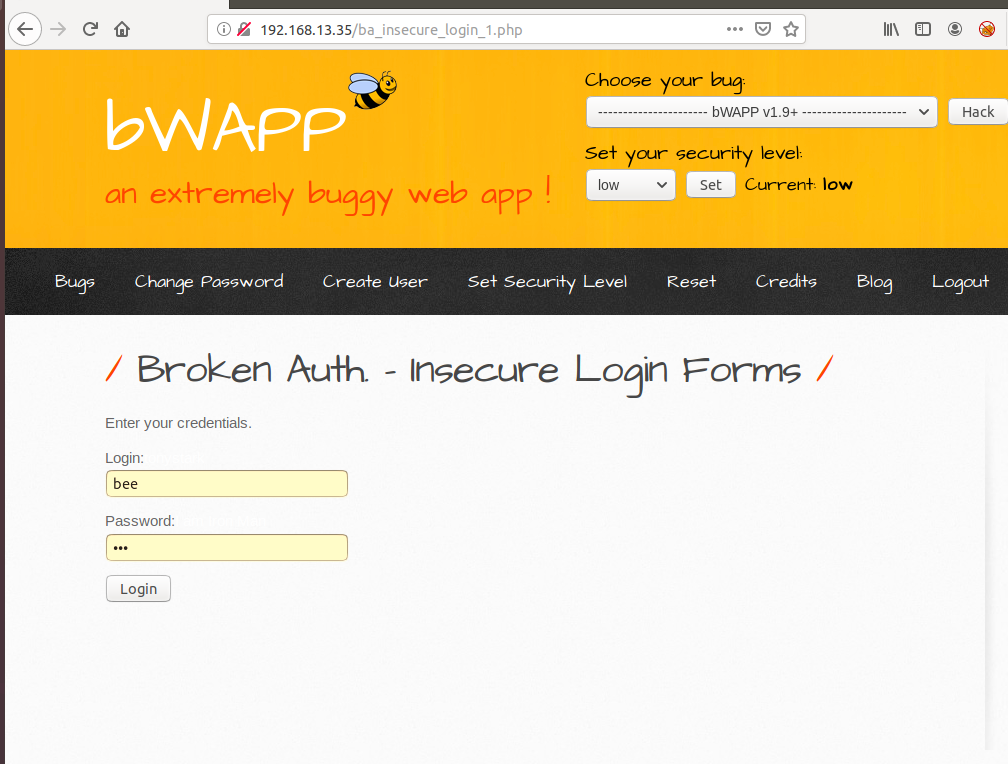 192.168.13.35/ba_insecure_login_1.php
bWAPP
an extremely buggy web app !
Choose your bug:
---------------------- bWAPP v1.9+ ---------------------
Hack
Set your security level:
low
Set
Current: low
Bugs
Change Password
Create User
Set Security Level
Reset
Credits
Blog
Logout
/ Broken Auth. - Insecure Login Forms /
Enter your credentials.
Login:
bee
Password:
•••
Login